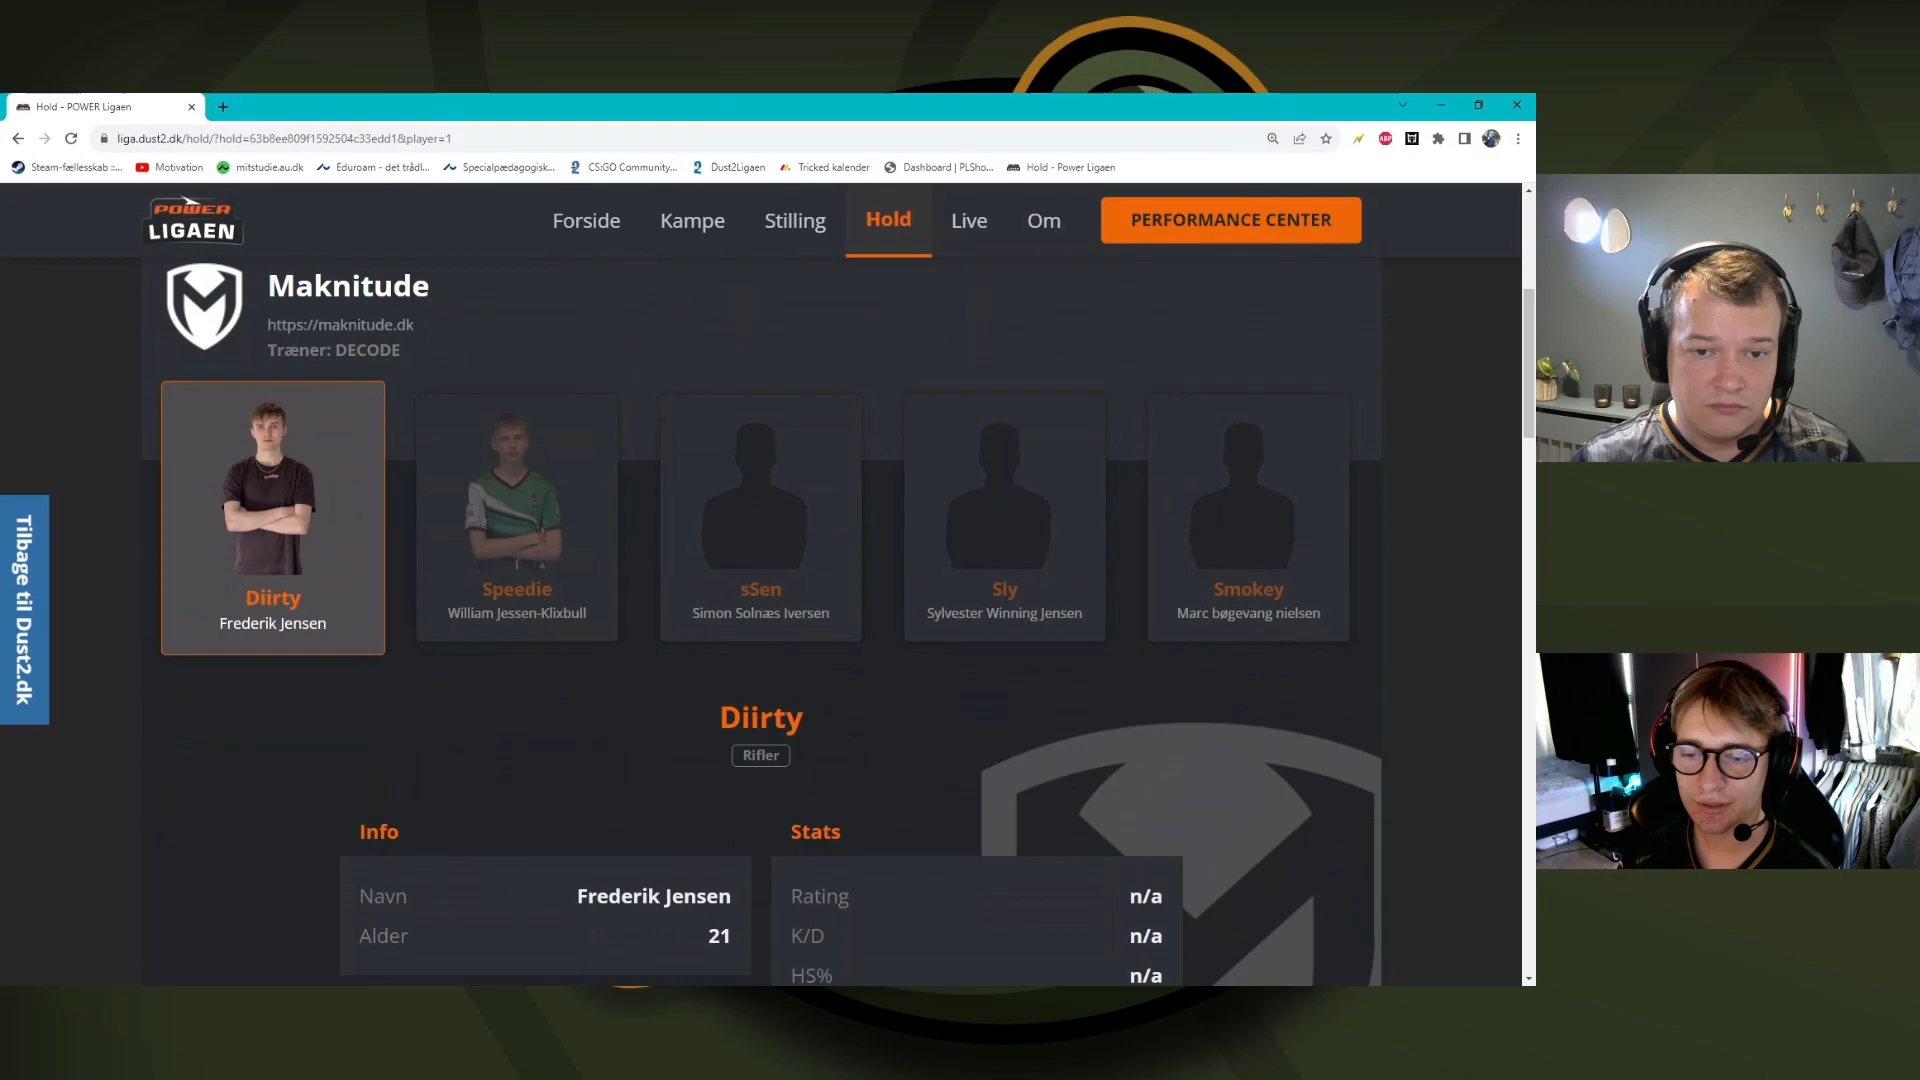 Hold - POWER Ligaen
liga.dust2.dk/hold/?hold=63b8ee809f1592504c33edd1&player=1
ABP
Steam-fællesskab ::...
Motivation
mitstudie.au.dk
Eduroam - det trådl...
Specialpædagogisk...
CS:GO Community...
Dust2Ligaen
Tricked kalender
Dashboard | PLSho...
Hold - Power Ligaen
POWER
LIGAEN
Forside
Kampe
Stilling
Hold
Live
Om
PERFORMANCE CENTER
Maknitude
https://maknitude.dk
Træner: DECODE
Diirty
Frederik Jensen
Speedie
William Jessen-Klixbull
sSen
Simon Solnæs Iversen
Sly
Sylvester Winning Jensen
Smokey
Marc bøgevang nielsen
Tilbage til Dust2.dk
Diirty
Rifler
Info
Navn Frederik Jensen
Alder 21
Stats
Rating n/a
K/D n/a
HS% n/a